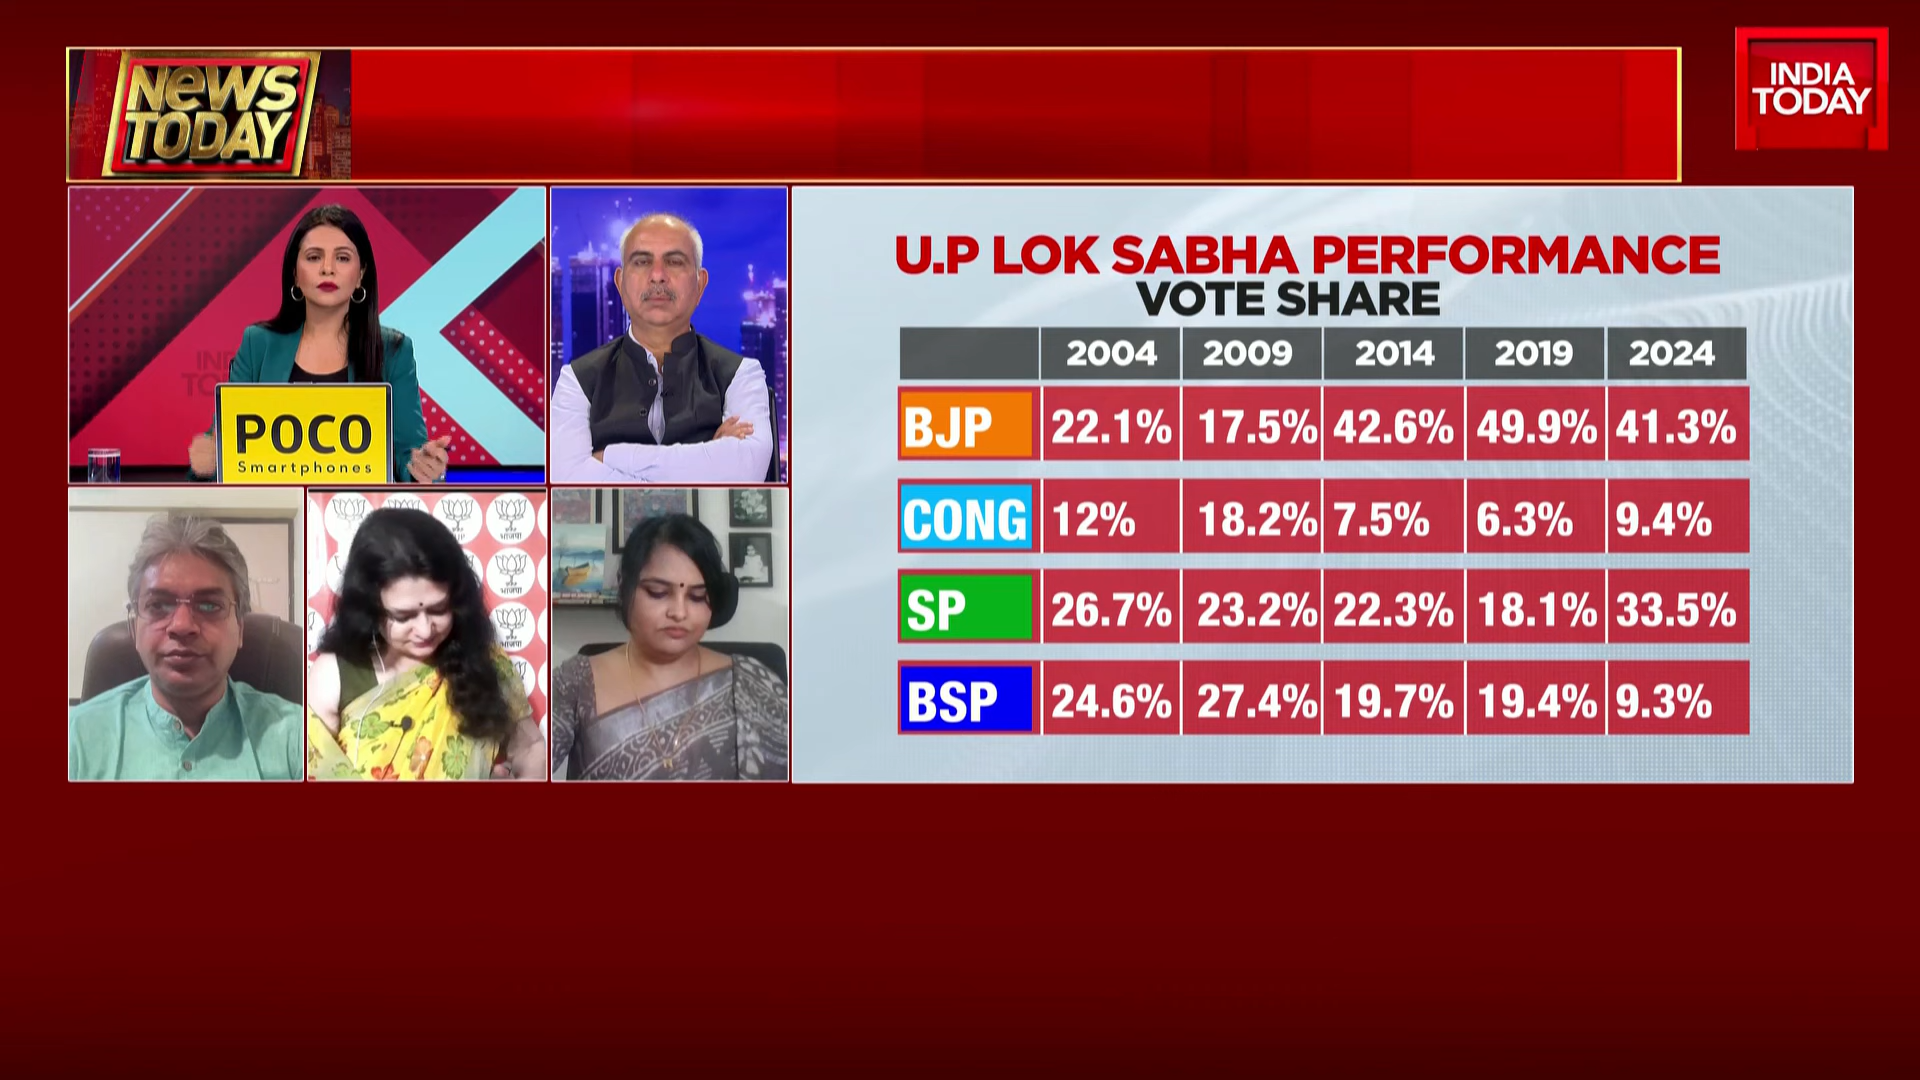 NEWS
TODAY
INDIA
TODAY
POCO
Smartphones
भाजपा
भाजपा
भाजपा
U.P LOK SABHA PERFORMANCE
VOTE SHARE
2004 2009 2014 2019 2024
BJP 22.1% 17.5% 42.6% 49.9% 41.3%
CONG 12% 18.2% 7.5% 6.3% 9.4%
SP 26.7% 23.2% 22.3% 18.1% 33.5%
BSP 24.6% 27.4% 19.7% 19.4% 9.3%